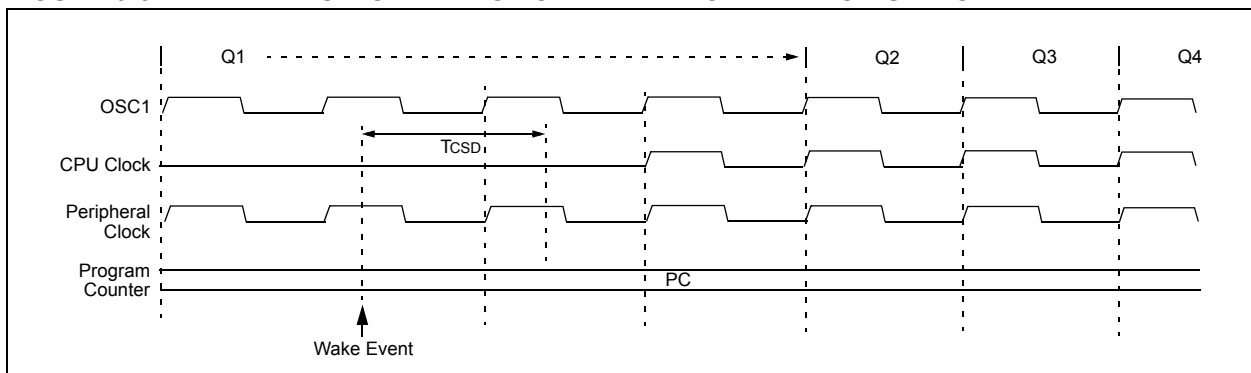 Q1
Q2
Q3
Q4
OSC1
TCSD
CPU Clock
Peripheral
Clock
Program
Counter
PC
Wake Event